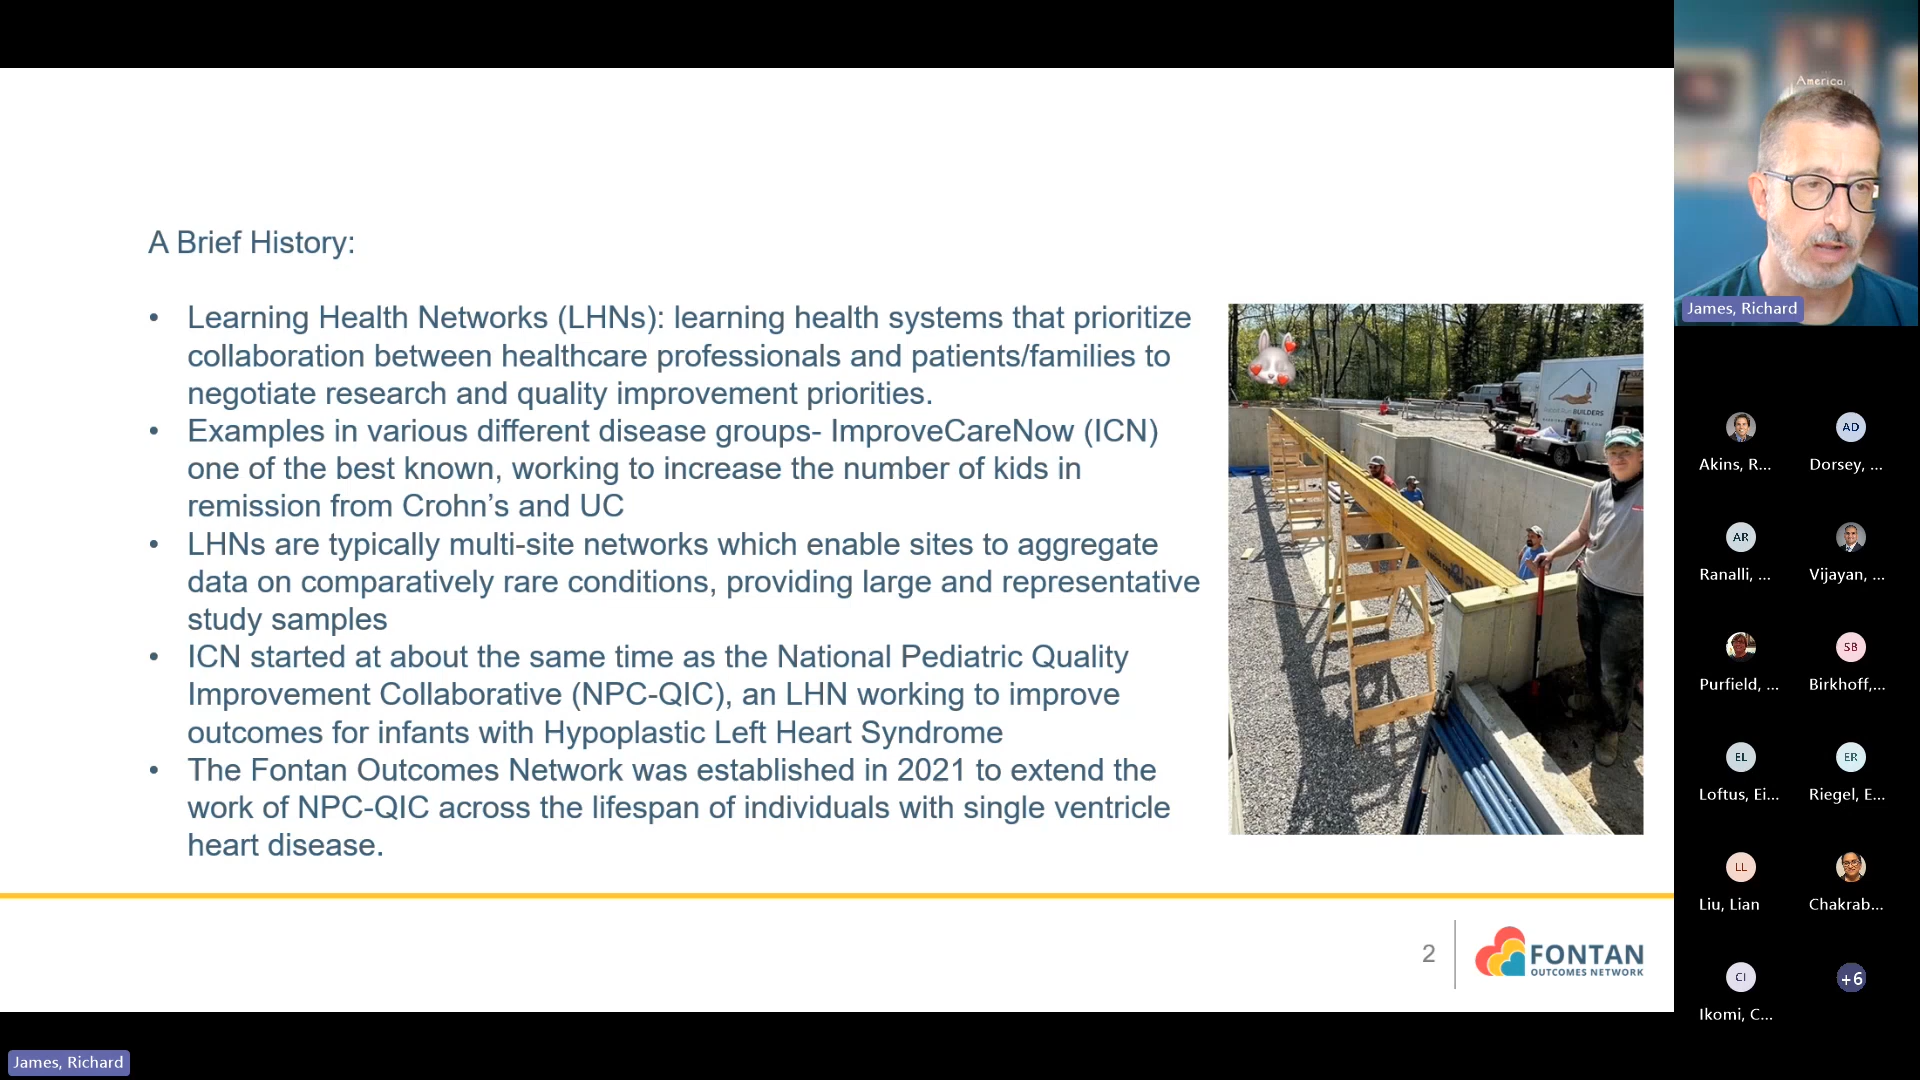 A Brief History:
• Learning Health Networks (LHNs): learning health systems that prioritize
collaboration between healthcare professionals and patients/families to
negotiate research and quality improvement priorities.
• Examples in various different disease groups- ImproveCareNow (ICN)
one of the best known, working to increase the number of kids in
remission from Crohn’s and UC
• LHNs are typically multi-site networks which enable sites to aggregate
data on comparatively rare conditions, providing large and representative
study samples
• ICN started at about the same time as the National Pediatric Quality
Improvement Collaborative (NPC-QIC), an LHN working to improve
outcomes for infants with Hypoplastic Left Heart Syndrome
• The Fontan Outcomes Network was established in 2021 to extend the
work of NPC-QIC across the lifespan of individuals with single ventricle
heart disease.
BUILDERS
2
FONTAN
OUTCOMES NETWORK
America
James, Richard
Akins, R...
AD
Dorsey, ...
AR
Ranalli, ...
Vijayan, ...
Purfield, ...
SB
Birkhoff,...
EL
Loftus, Ei...
ER
Riegel, E...
LL
Liu, Lian
Chakrab...
CI
Ikomi, C...
+6
James, Richard